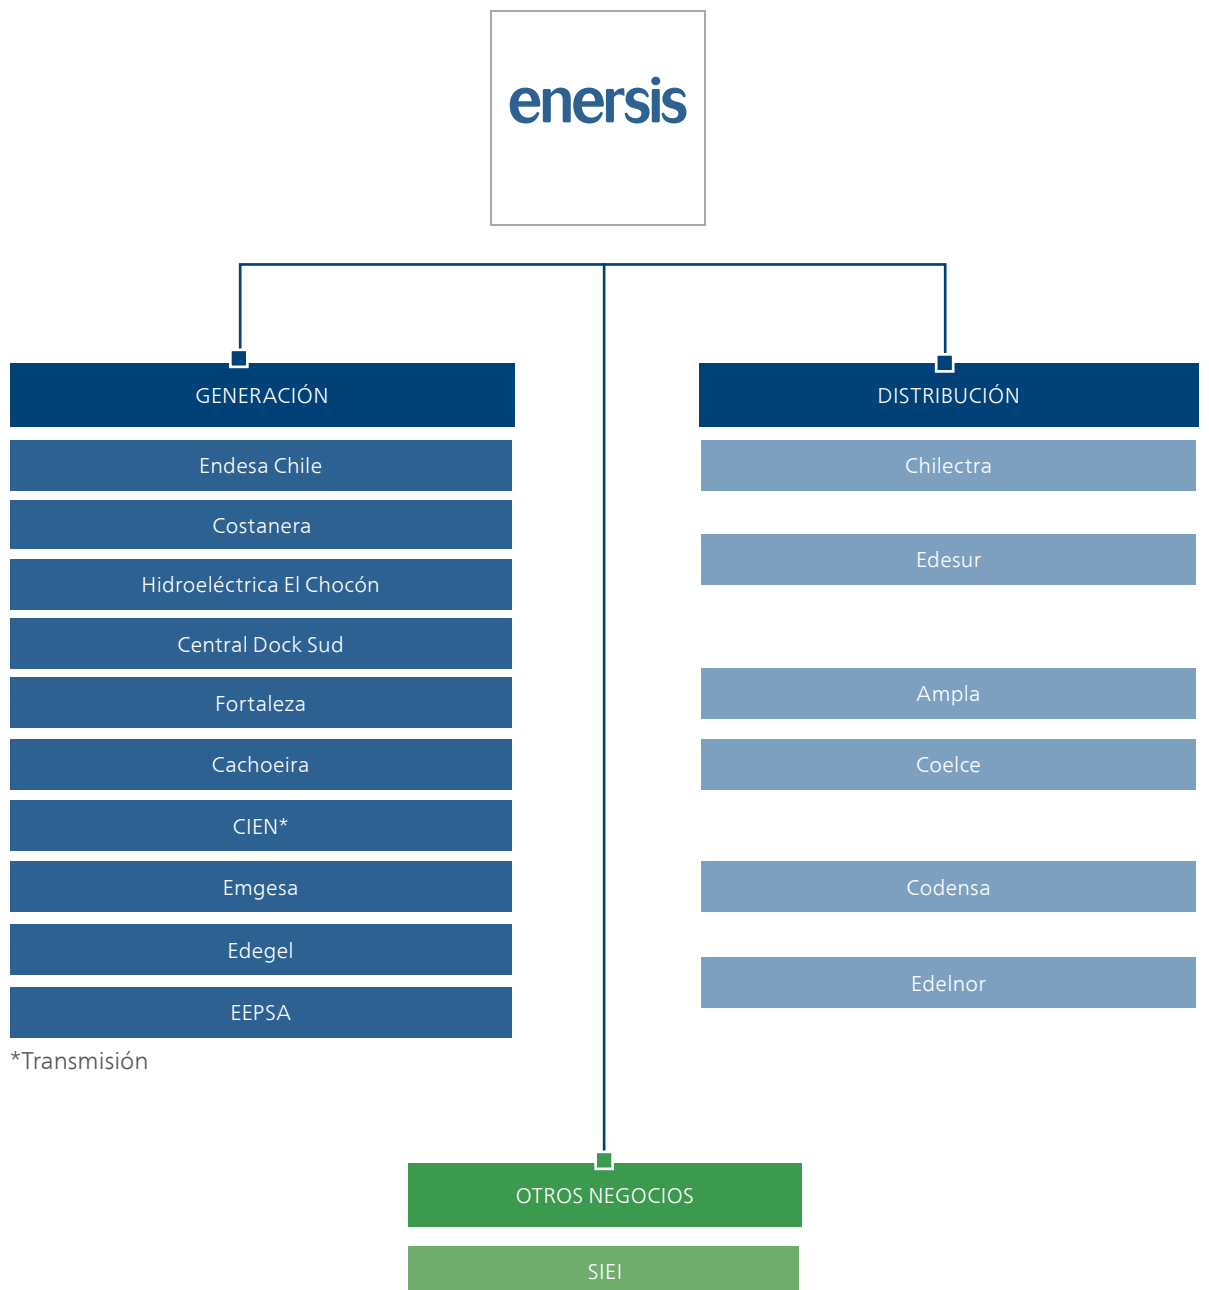 enersis
GENERACIÓN
Endesa Chile
Costanera
Hidroeléctrica El Chocón
Central Dock Sud
Fortaleza
Cachoeira
CIEN*
Emgesa
Edegel
EEPSA
*Transmisión
DISTRIBUCIÓN
Chilectra
Edesur
Ampla
Coelce
Codensa
Edelnor
OTROS NEGOCIOS
SIEI